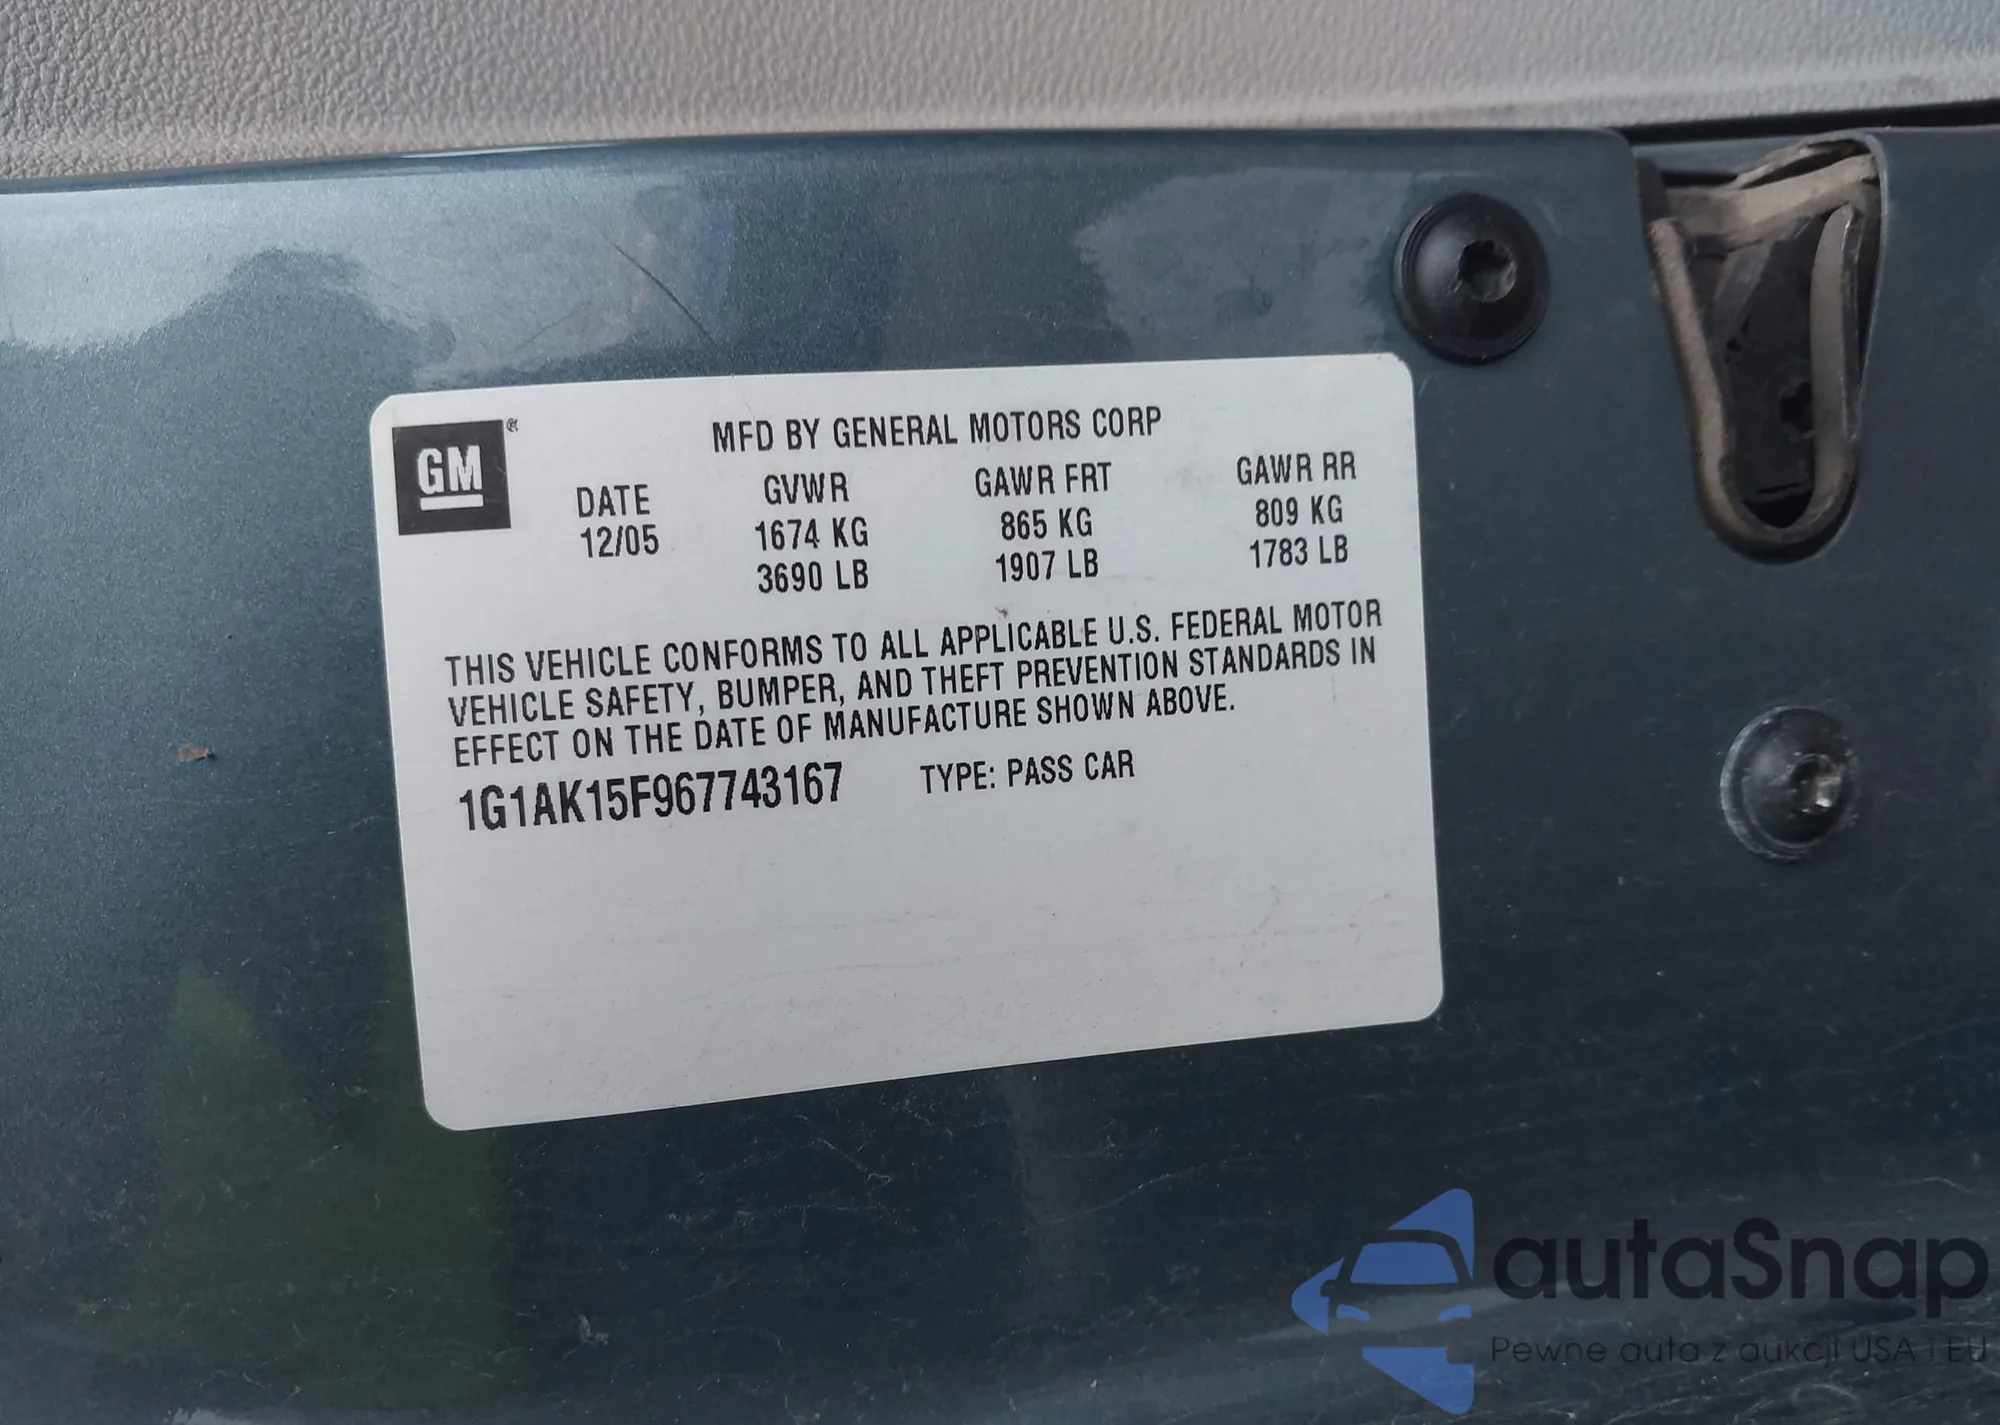 GM®
MFD BY GENERAL MOTORS CORP
DATE GVWR GAWR FRT GAWR RR
12/05 1674 KG 865 KG 809 KG
3690 LB 1907 LB 1783 LB
THIS VEHICLE CONFORMS TO ALL APPLICABLE U.S. FEDERAL MOTOR
VEHICLE SAFETY, BUMPER, AND THEFT PREVENTION STANDARDS IN
EFFECT ON THE DATE OF MANUFACTURE SHOWN ABOVE.
1G1AK15F967743167 TYPE: PASS CAR
autaSnap
Pewne auta z aukcji USA i EU